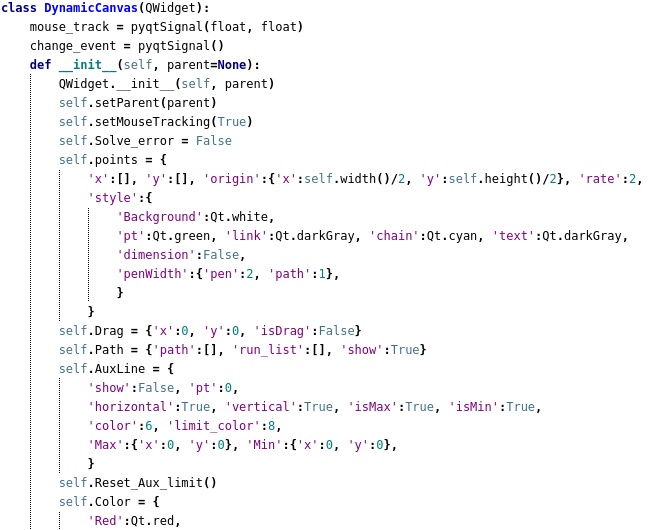 class DynamicCanvas(QWidget):
    mouse_track = pyqtSignal(float, float)
    change_event = pyqtSignal()
    def __init__(self, parent=None):
        QWidget.__init__(self, parent)
        self.setParent(parent)
        self.setMouseTracking(True)
        self.Solve_error = False
        self.points = {
            'x':[], 'y':[], 'origin':{'x':self.width()/2, 'y':self.height()/2}, 'rate':2,
            'style':{
                'Background':Qt.white,
                'pt':Qt.green, 'link':Qt.darkGray, 'chain':Qt.cyan, 'text':Qt.darkGray,
                'dimension':False,
                'penWidth':{'pen':2, 'path':1},
                }
            }
        self.Drag = {'x':0, 'y':0, 'isDrag':False}
        self.Path = {'path':[], 'run_list':[], 'show':True}
        self.AuxLine = {
            'show':False, 'pt':0,
            'horizontal':True, 'vertical':True, 'isMax':True, 'isMin':True,
            'color':6, 'limit_color':8,
            'Max':{'x':0, 'y':0}, 'Min':{'x':0, 'y':0},
            }
        self.Reset_Aux_limit()
        self.Color = {
            'Red':Qt.red,